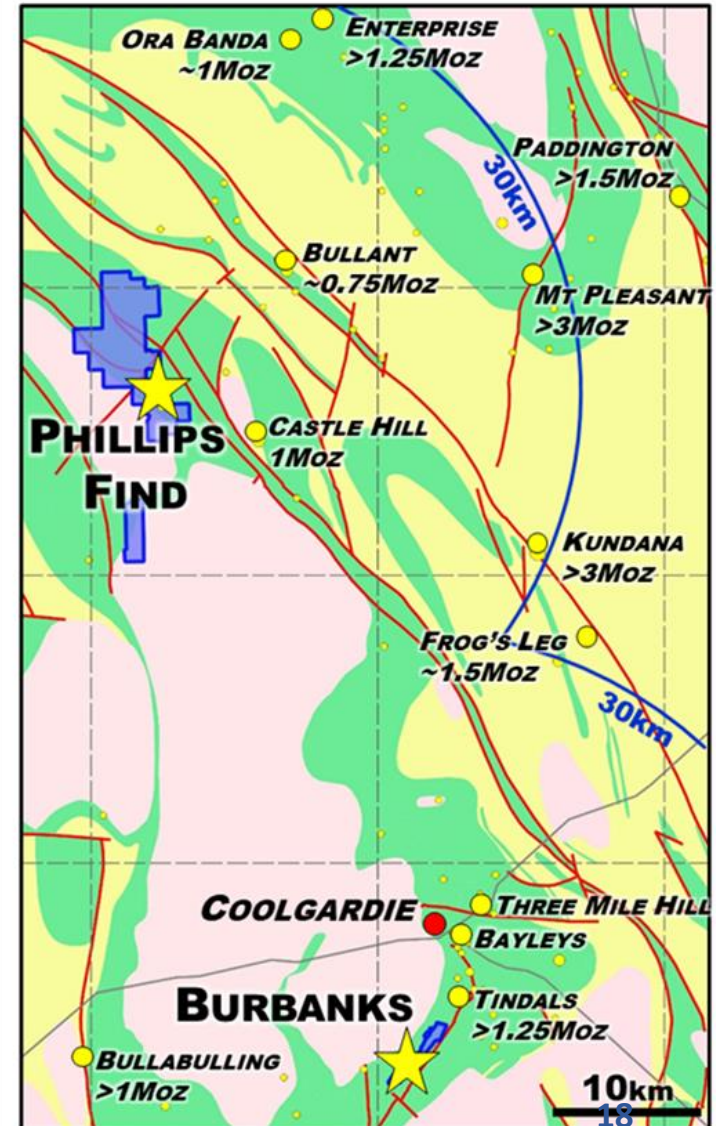 ENTERPRISE
>1.25MOZ
ORA BANDA
~1MOZ
PADDINGTON
>1.5MOZ
30km
BULLANT
~0.75MOZ
MT PLEASANT
>3MOZ
CASTLE HILL
1MOZ
PHILLIPS
FIND
KUNDANA
>3MOZ
FROG'S LEG
~1.5MOZ
30km
COOLGARDIE
THREE MILE HILL
BAYLEYS
BURBANKS
TINDALS
>1.25MOZ
BULLABULLING
>1MOZ
10km
18